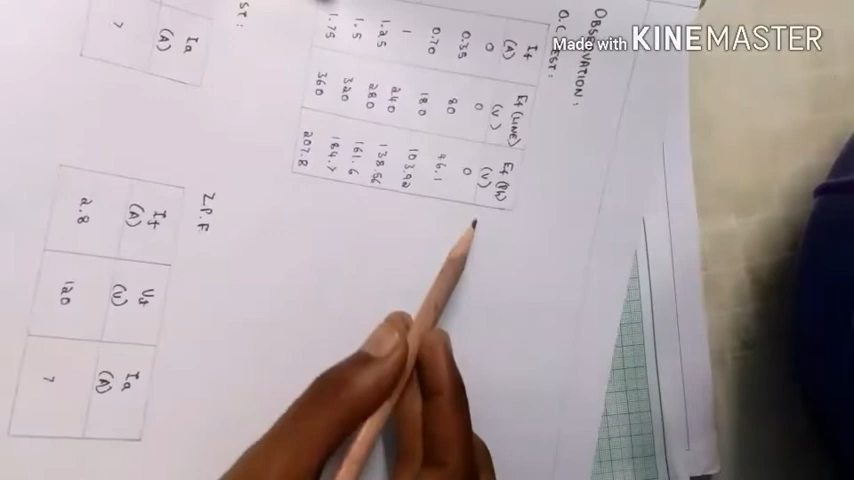 Made with KINEMASTER
OBSERVATION:
O.C TEST:
If (A) Ef (LINE) (V) Ef (Ph) (V)
0 0 0
0.35 80 46.1
0.70 180 103.92
1 240 138.56
1.25 280 161.6
1.5 320 184.7
1.75 360 207.8
ST:
Ia (A)
7
Z.P.F
If (A) Vt (V) Ia (A)
2.8 120 7